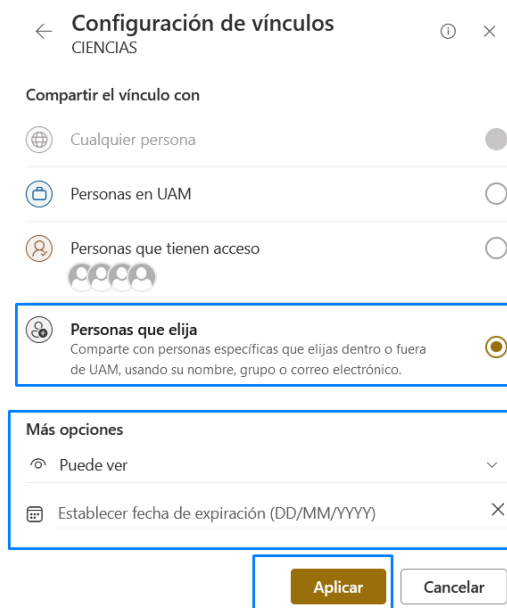 Configuración de vínculos
CIENCIAS
Compartir el vínculo con
Cualquier persona
Personas en UAM
Personas que tienen acceso
Personas que elija
Comparte con personas específicas que elijas dentro o fuera
de UAM, usando su nombre, grupo o correo electrónico.
Más opciones
Puede ver
Establecer fecha de expiración (DD/MM/YYYY)
Aplicar
Cancelar